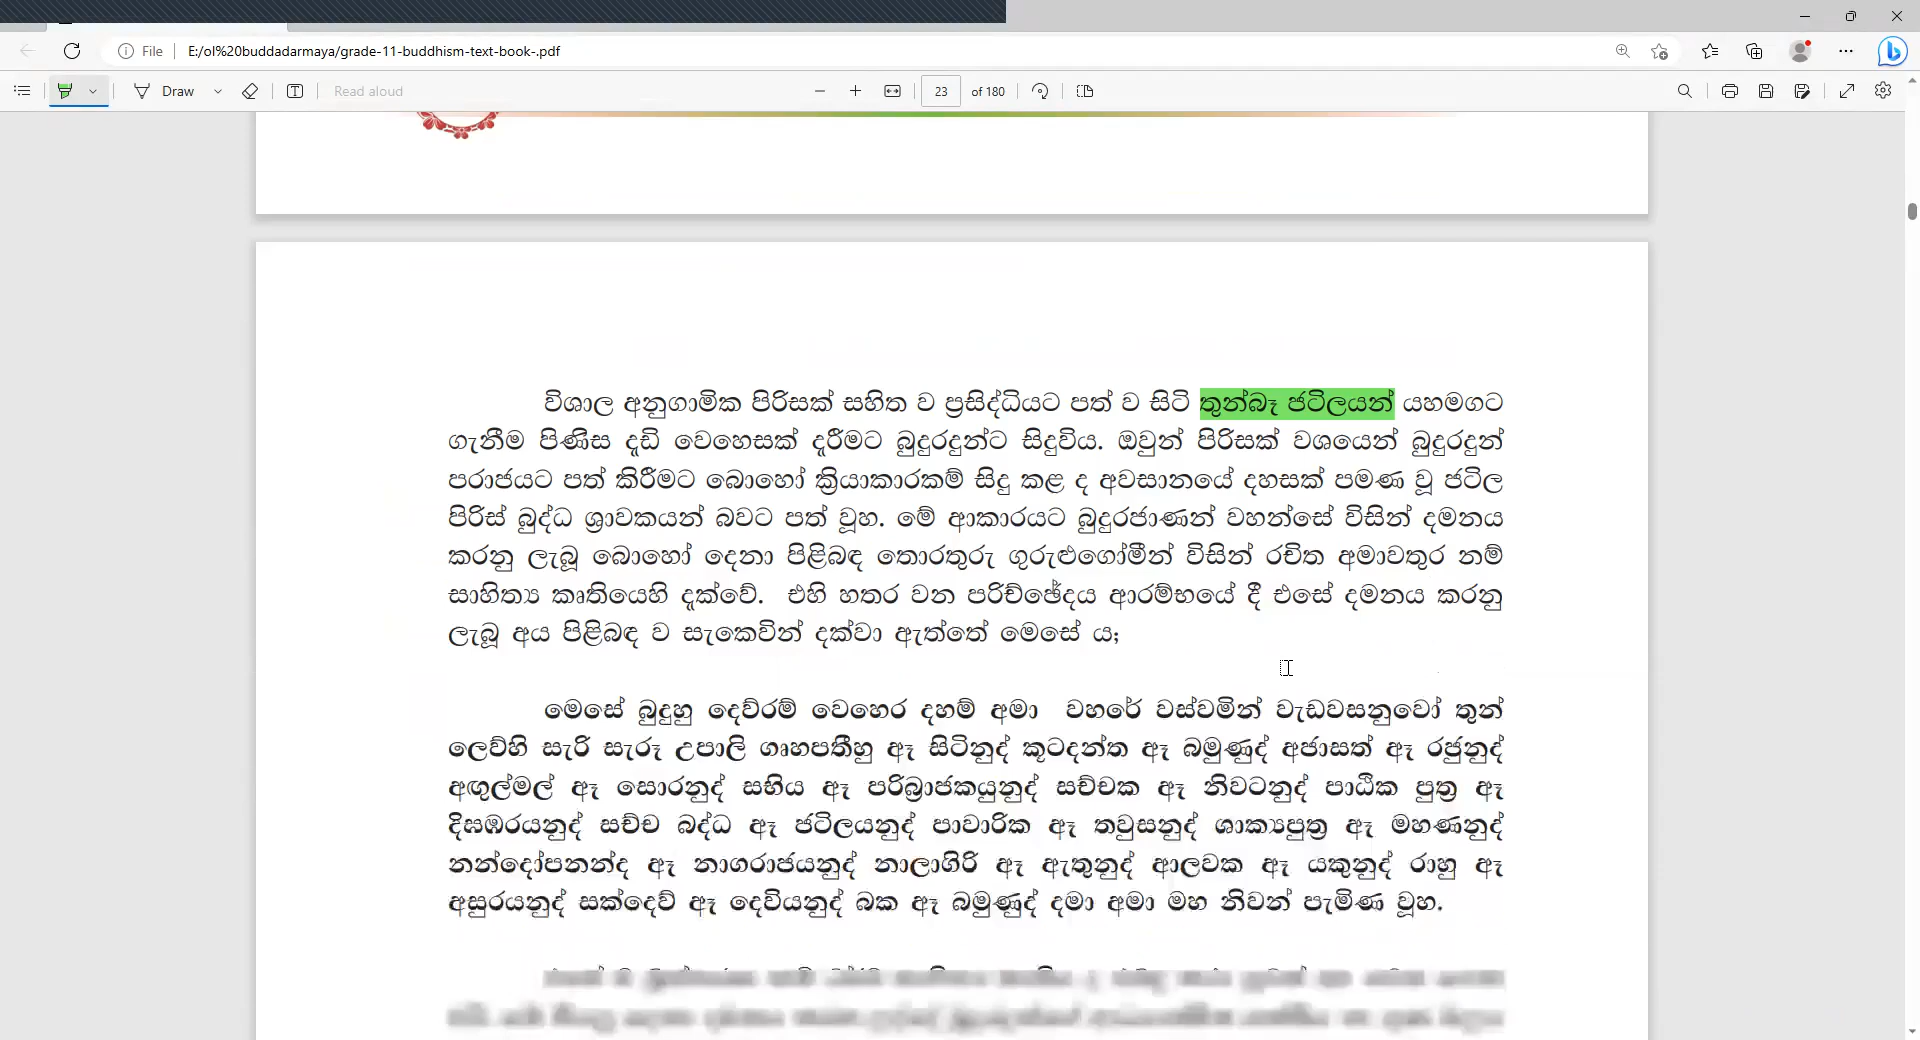 File
E:/ol%20buddadarmaya/grade-11-buddhism-text-book-.pdf
Draw
Read aloud
23 of 180
විශාල අනුගාමික පිරිසක් සහිත ව ප්‍රසිද්ධියට පත් ව සිටි තුන්බෑ ජටිලයන් යහමගට
ගැනීම පිණිස දැඩි වෙහෙසක් දැරීමට බුදුරදුන්ට සිදුවිය. ඔවුන් පිරිසක් වශයෙන් බුදුරදුන්
පරාජයට පත් කිරීමට බොහෝ ක්‍රියාකාරකම් සිදු කළ ද අවසානයේ දහසක් පමණ වූ ජටිල
පිරිස් බුද්ධ ශ්‍රාවකයන් බවට පත් වූහ. මේ ආකාරයට බුදුරජාණන් වහන්සේ විසින් දමනය
කරනු ලැබූ බොහෝ දෙනා පිළිබඳ තොරතුරු ගුරුළුගෝමීන් විසින් රචිත අමාවතුර නම්
සාහිත්‍ය කෘතියෙහි දැක්වේ. එහි හතර වන පරිච්ඡේදය ආරම්භයේ දී එසේ දමනය කරනු
ලැබූ අය පිළිබඳ ව සැකෙවින් දක්වා ඇත්තේ මෙසේ ය;
මෙසේ බුදුහු දෙව්රම් වෙහෙර දහම් අමා වහරේ වස්වමින් වැඩවසනුවෝ තුන්
ලෙව්හි සැරි සැරූ උපාලි ගෘහපතීහු ඈ සිටිනුද් කූටදන්ත ඈ බමුණුද් අජාසත් ඈ රජුනුද්
අඟුල්මල් ඈ සොරනුද් සභිය ඈ පරිබ්‍රාජකයුනුද් සච්චක ඈ නිවටනුද් පාඨික පුත්‍ර ඈ
දිඝඹරයනුද් සච්ච බද්ධ ඈ ජටිලයනුද් පාවාරික ඈ තවුසනුද් ශාක්‍යපුත්‍ර ඈ මහණනුද්
නන්දෝපනන්ද ඈ නාගරාජයනුද් නාලාගිරි ඈ ඇතුනුද් ආලවක ඈ යකුනුද් රාහු ඈ
අසුරයනුද් සක්දෙව් ඈ දෙවියනුද් බක ඈ බමුණුද් දමා අමා මහ නිවන් පැමිණ වූහ.